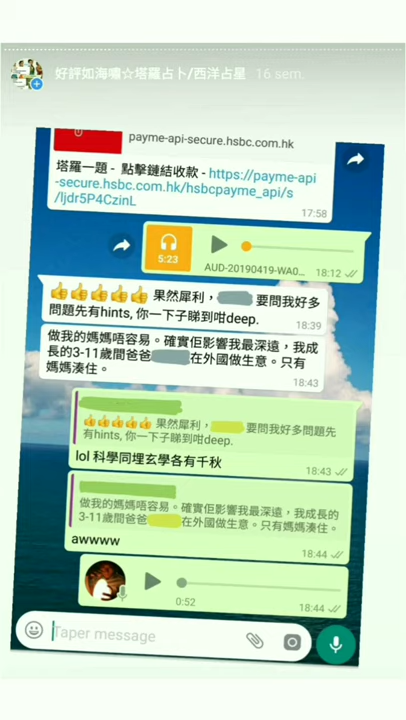 好評如海嘯☆塔羅占卜/西洋占星 16 sem.
payme-api-secure.hsbc.com.hk
塔羅一題 - 點擊鏈結收款 - https://payme-api
-secure.hsbc.com.hk/hsbcpayme_api/s
/ljdr5P4CzinL
17:58
5:23
AUD-20190419-WA0... 18:12
👍👍👍👍👍 果然犀利, 要問我好多
問題先有hints, 你一下子睇到咁deep.
18:39
做我的媽媽唔容易。確實佢影響我最深遠，我成
長的3-11歲間爸爸 在外國做生意。只有
媽媽湊住。
18:43
👍👍👍👍👍 果然犀利, 要問我好多問題先
有hints, 你一下子睇到咁deep.
lol 科學同埋玄學各有千秋
18:43
做我的媽媽唔容易。確實佢影響我最深遠，我成長的
3-11歲間爸爸 在外國做生意。只有媽媽湊住。
awwww
18:44
0:52 18:44
Taper message